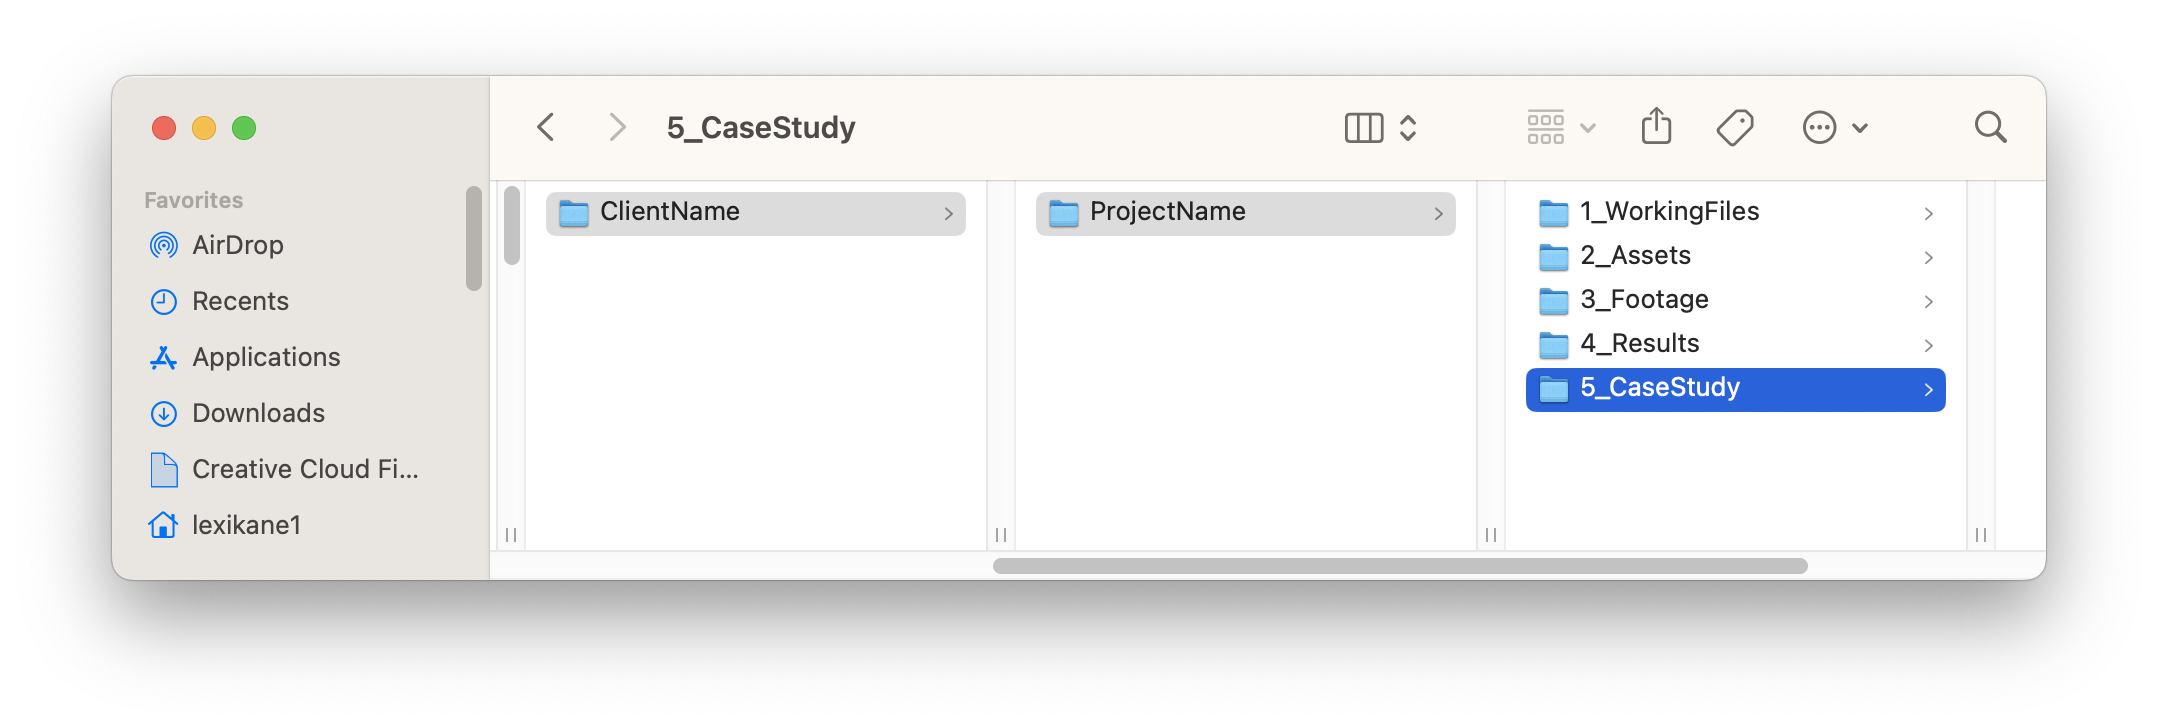 5_CaseStudy
Favorites
AirDrop
Recents
Applications
Downloads
Creative Cloud Fi...
lexikane1
ClientName
ProjectName
1_WorkingFiles
2_Assets
3_Footage
4_Results
5_CaseStudy